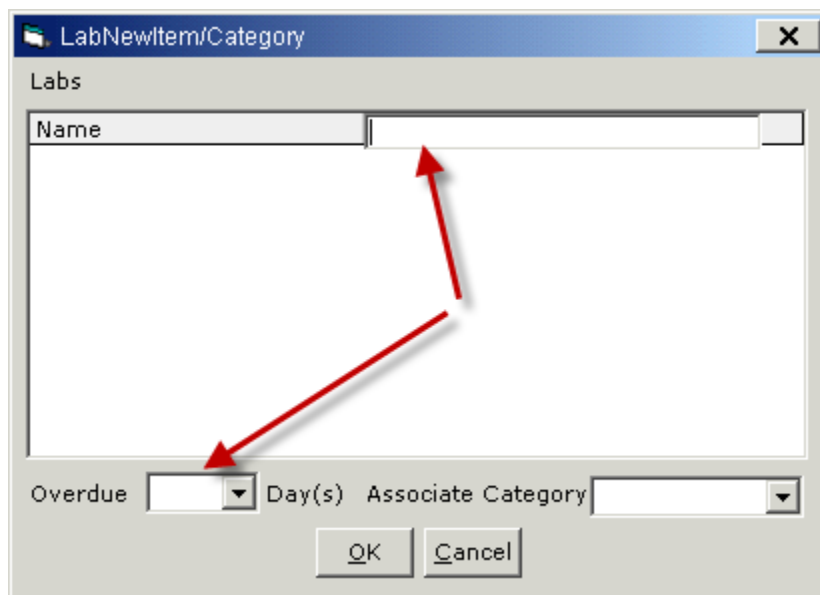 LabNewItem/Category
Labs
Name
Overdue Day(s) Associate Category
OK Cancel